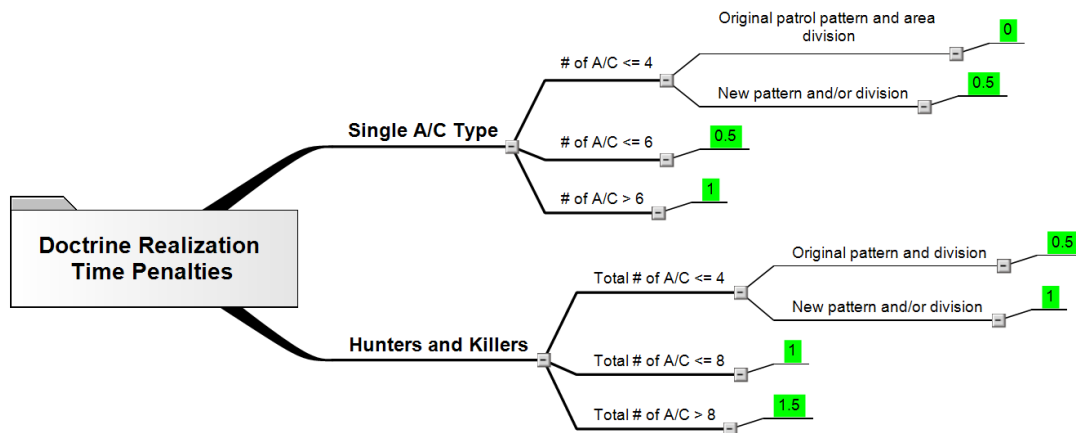 Doctrine Realization
Time Penalties
Single A/C Type
# of A/C <= 4
Original patrol pattern and area
division
0
New pattern and/or division
0.5
# of A/C <= 6
0.5
# of A/C > 6
1
Hunters and Killers
Total # of A/C <= 4
Original pattern and division
0.5
New pattern and/or division
1
Total # of A/C <= 8
1
Total # of A/C > 8
1.5